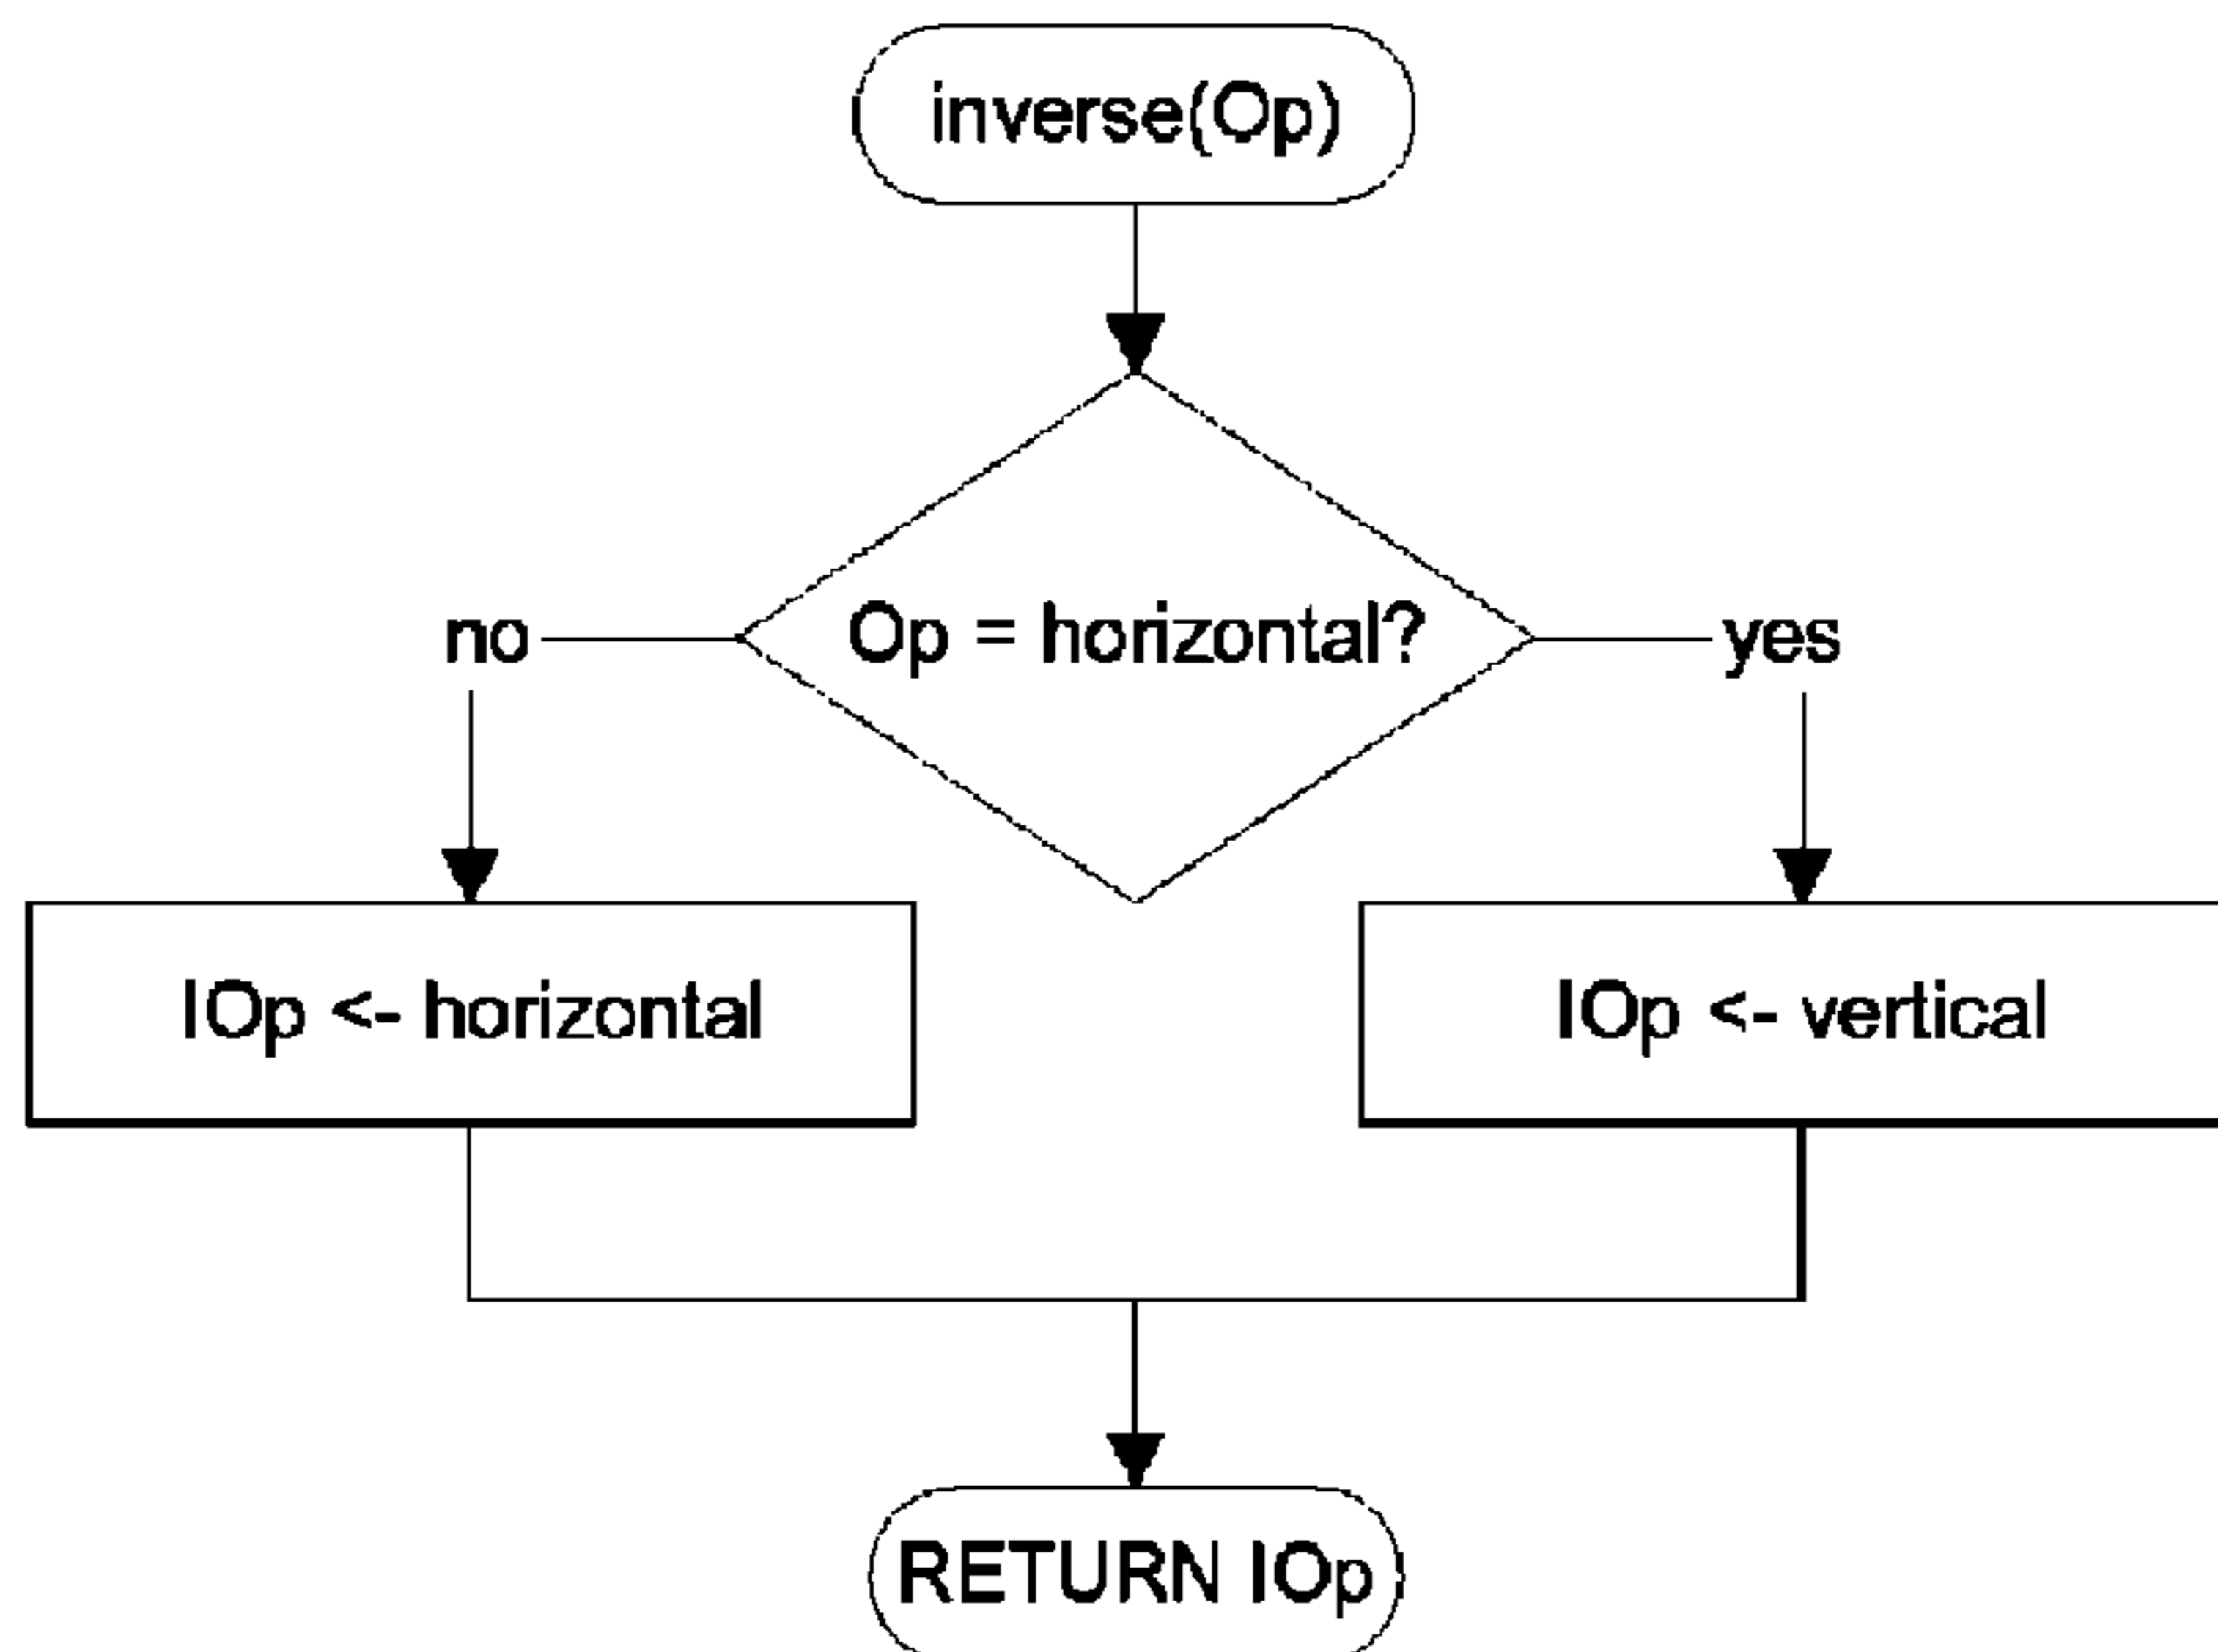 inverse(Op)
Op = horizontal?
no
yes
IOp <- horizontal
IOp <- vertical
RETURN IOp